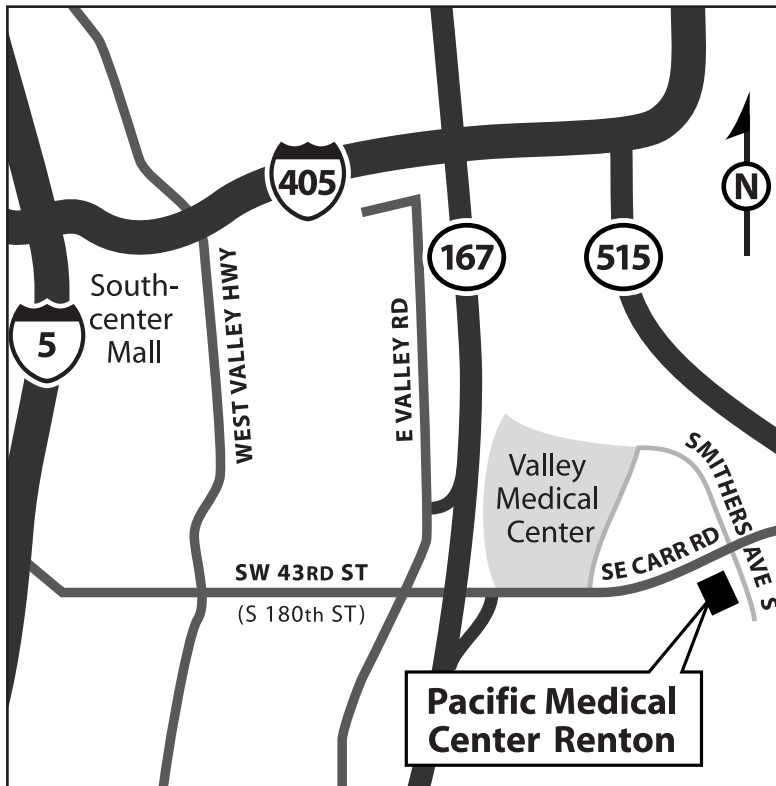 405
N
167
515
South-
center
Mall
5
WEST VALLEY HWY
E VALLEY RD
Valley
Medical
Center
SMITHERS AVE S
SE CARR RD
SW 43RD ST
(S 180th ST)
Pacific Medical
Center Renton